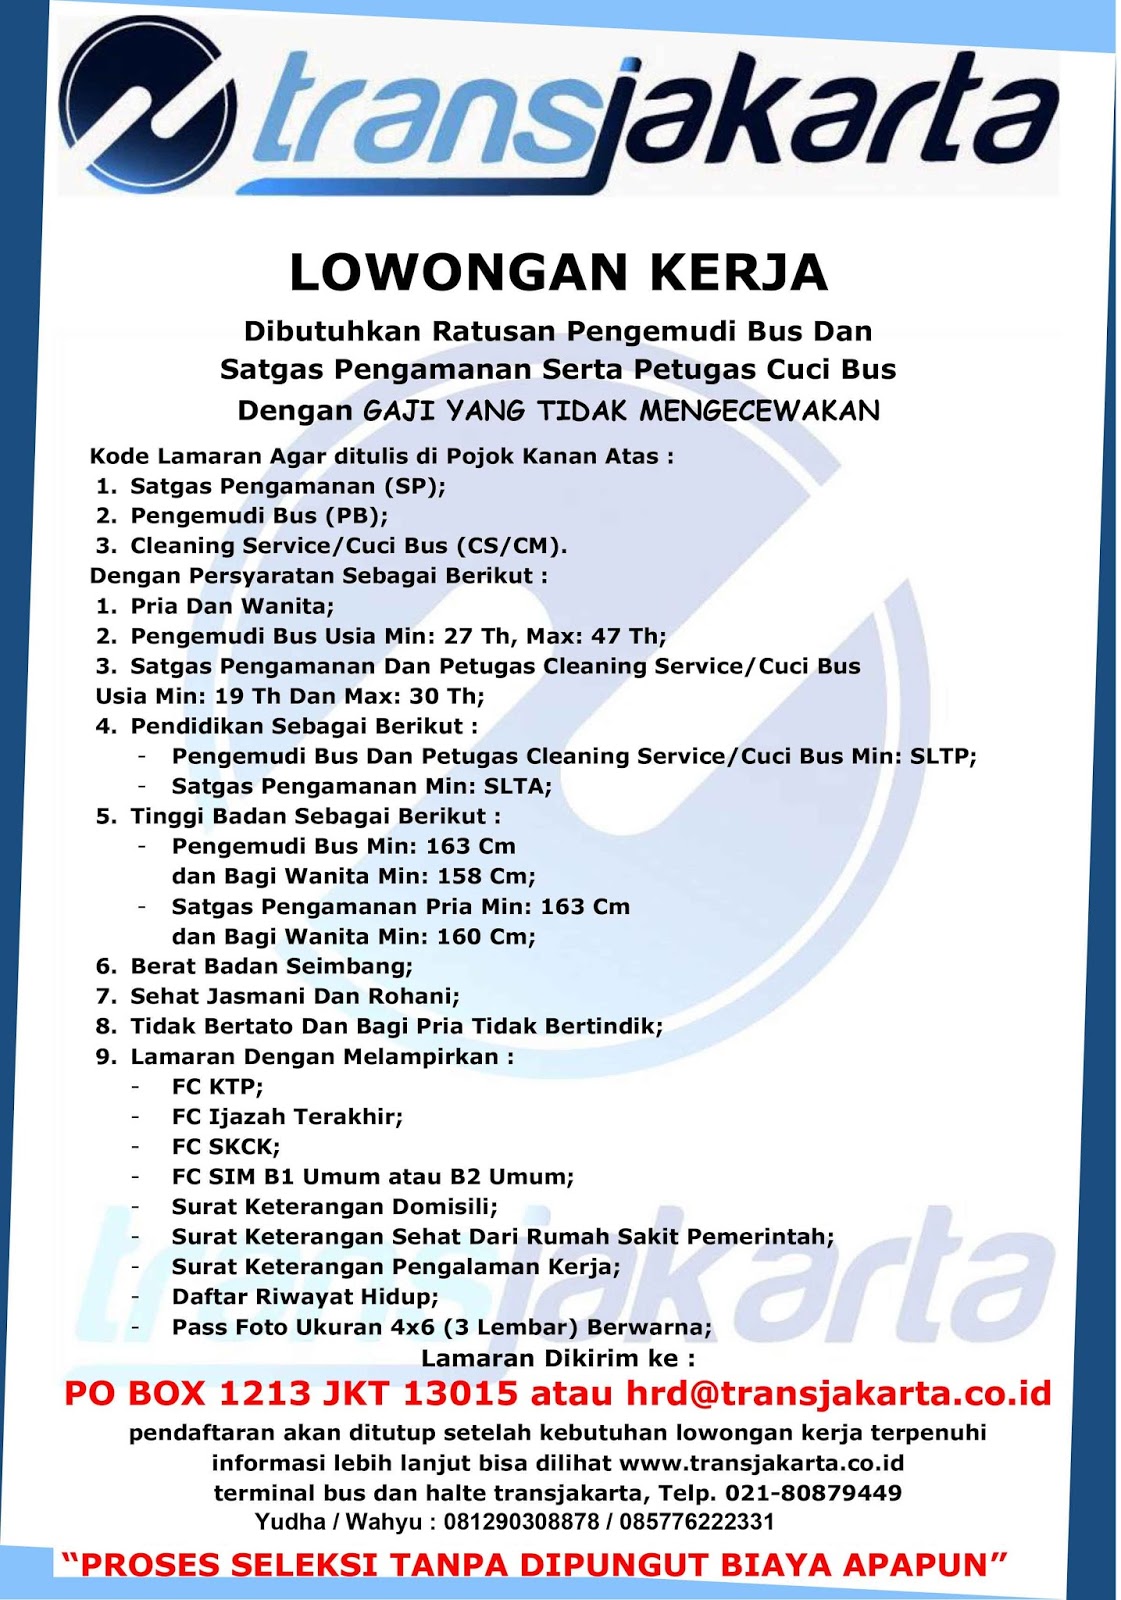 transjakarta
LOWONGAN KERJA
Dibutuhkan Ratusan Pengemudi Bus Dan
Satgas Pengamanan Serta Petugas Cuci Bus
Dengan GAJI YANG TIDAK MENGECEWAKAN
Kode Lamaran Agar ditulis di Pojok Kanan Atas :
1. Satgas Pengamanan (SP);
2. Pengemudi Bus (PB);
3. Cleaning Service/Cuci Bus (CS/CM).
Dengan Persyaratan Sebagai Berikut :
1. Pria Dan Wanita;
2. Pengemudi Bus Usia Min: 27 Th, Max: 47 Th;
3. Satgas Pengamanan Dan Petugas Cleaning Service/Cuci Bus
Usia Min: 19 Th Dan Max: 30 Th;
4. Pendidikan Sebagai Berikut :
- Pengemudi Bus Dan Petugas Cleaning Service/Cuci Bus Min: SLTP;
- Satgas Pengamanan Min: SLTA;
5. Tinggi Badan Sebagai Berikut :
- Pengemudi Bus Min: 163 Cm
dan Bagi Wanita Min: 158 Cm;
- Satgas Pengamanan Pria Min: 163 Cm
dan Bagi Wanita Min: 160 Cm;
6. Berat Badan Seimbang;
7. Sehat Jasmani Dan Rohani;
8. Tidak Bertato Dan Bagi Pria Tidak Bertindik;
9. Lamaran Dengan Melampirkan :
- FC KTP;
- FC Ijazah Terakhir;
- FC SKCK;
- FC SIM B1 Umum atau B2 Umum;
- Surat Keterangan Domisili;
- Surat Keterangan Sehat Dari Rumah Sakit Pemerintah;
- Surat Keterangan Pengalaman Kerja;
- Daftar Riwayat Hidup;
- Pass Foto Ukuran 4x6 (3 Lembar) Berwarna;
transjakarta
Lamaran Dikirim ke :
PO BOX 1213 JKT 13015 atau hrd@transjakarta.co.id
pendaftaran akan ditutup setelah kebutuhan lowongan kerja terpenuhi
informasi lebih lanjut bisa dilihat www.transjakarta.co.id
terminal bus dan halte transjakarta, Telp. 021-80879449
Yudha / Wahyu : 081290308878 / 085776222331
“PROSES SELEKSI TANPA DIPUNGUT BIAYA APAPUN”